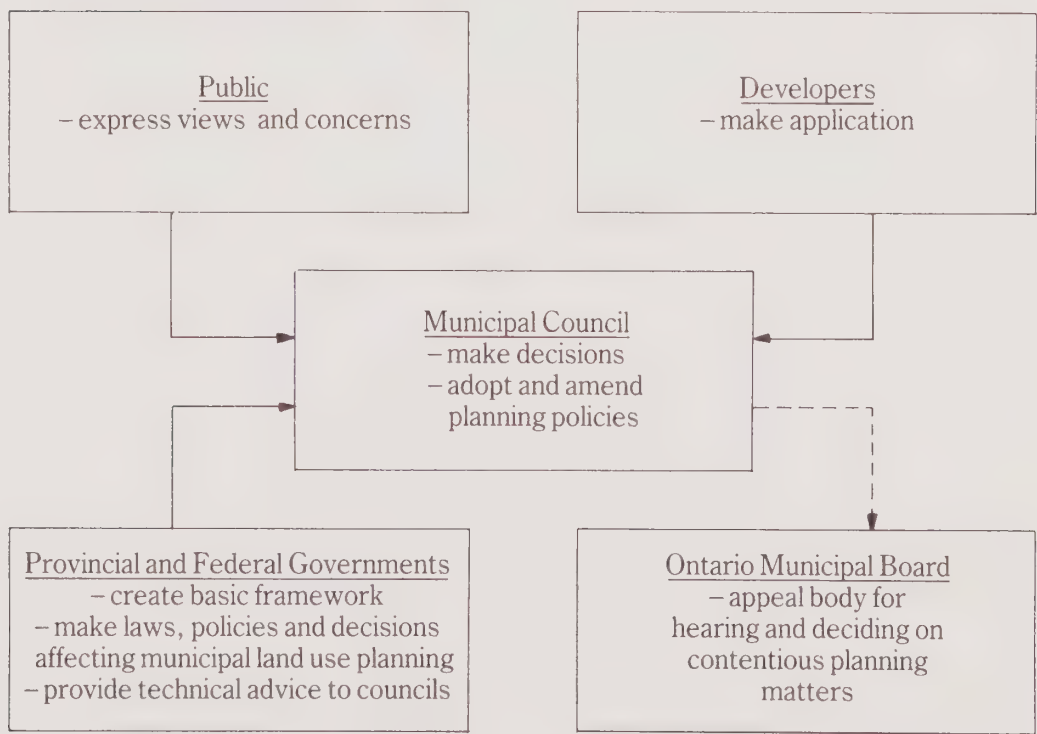 Public
– express views and concerns
Developers
– make application
Municipal Council
– make decisions
– adopt and amend
planning policies
Provincial and Federal Governments
– create basic framework
– make laws, policies and decisions
affecting municipal land use planning
– provide technical advice to councils
Ontario Municipal Board
– appeal body for
hearing and deciding on
contentious planning
matters